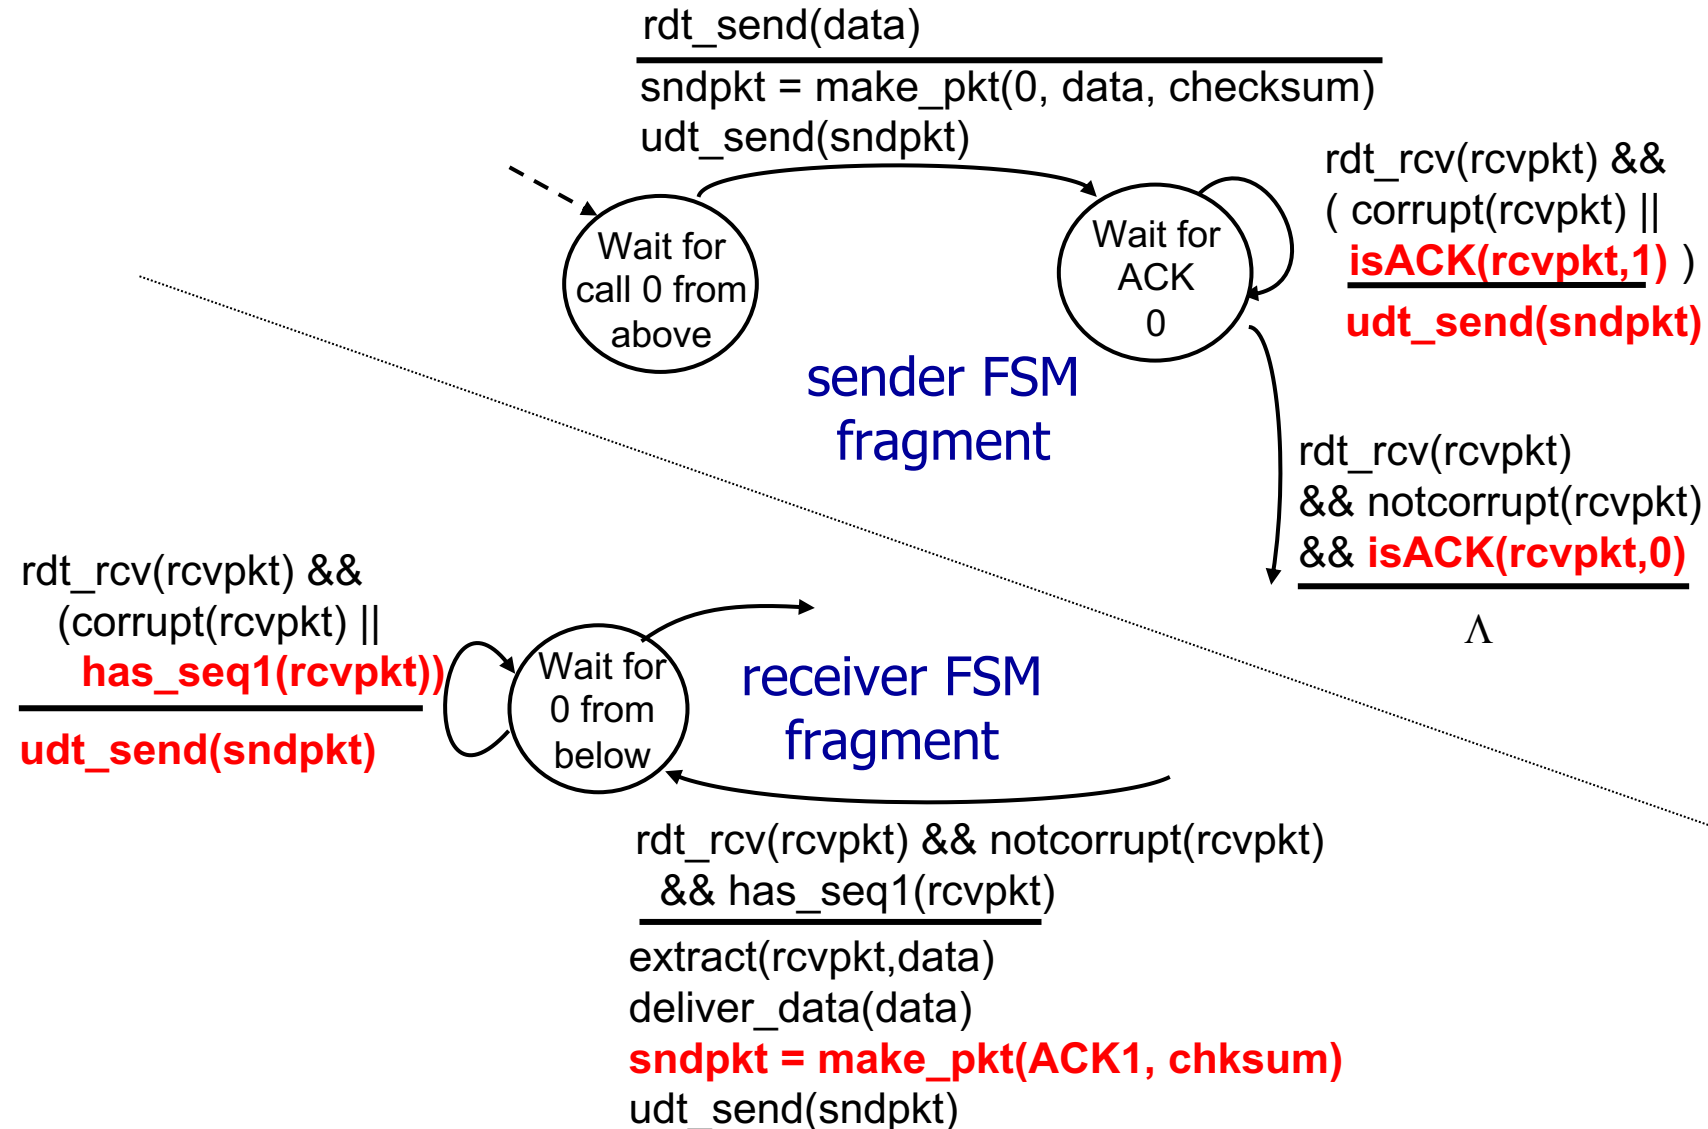 rdt_send(data)
sndpkt = make_pkt(0, data, checksum)
udt_send(sndpkt)
Wait for
call 0 from
above
Wait for
ACK
0
rdt_rcv(rcvpkt) &&
( corrupt(rcvpkt) ||
isACK(rcvpkt,1) )
udt_send(sndpkt)
sender FSM
fragment
rdt_rcv(rcvpkt)
&& notcorrupt(rcvpkt)
&& isACK(rcvpkt,0)
Λ
rdt_rcv(rcvpkt) &&
(corrupt(rcvpkt) ||
has_seq1(rcvpkt))
udt_send(sndpkt)
Wait for
0 from
below
receiver FSM
fragment
rdt_rcv(rcvpkt) && notcorrupt(rcvpkt)
&& has_seq1(rcvpkt)
extract(rcvpkt,data)
deliver_data(data)
sndpkt = make_pkt(ACK1, chksum)
udt_send(sndpkt)